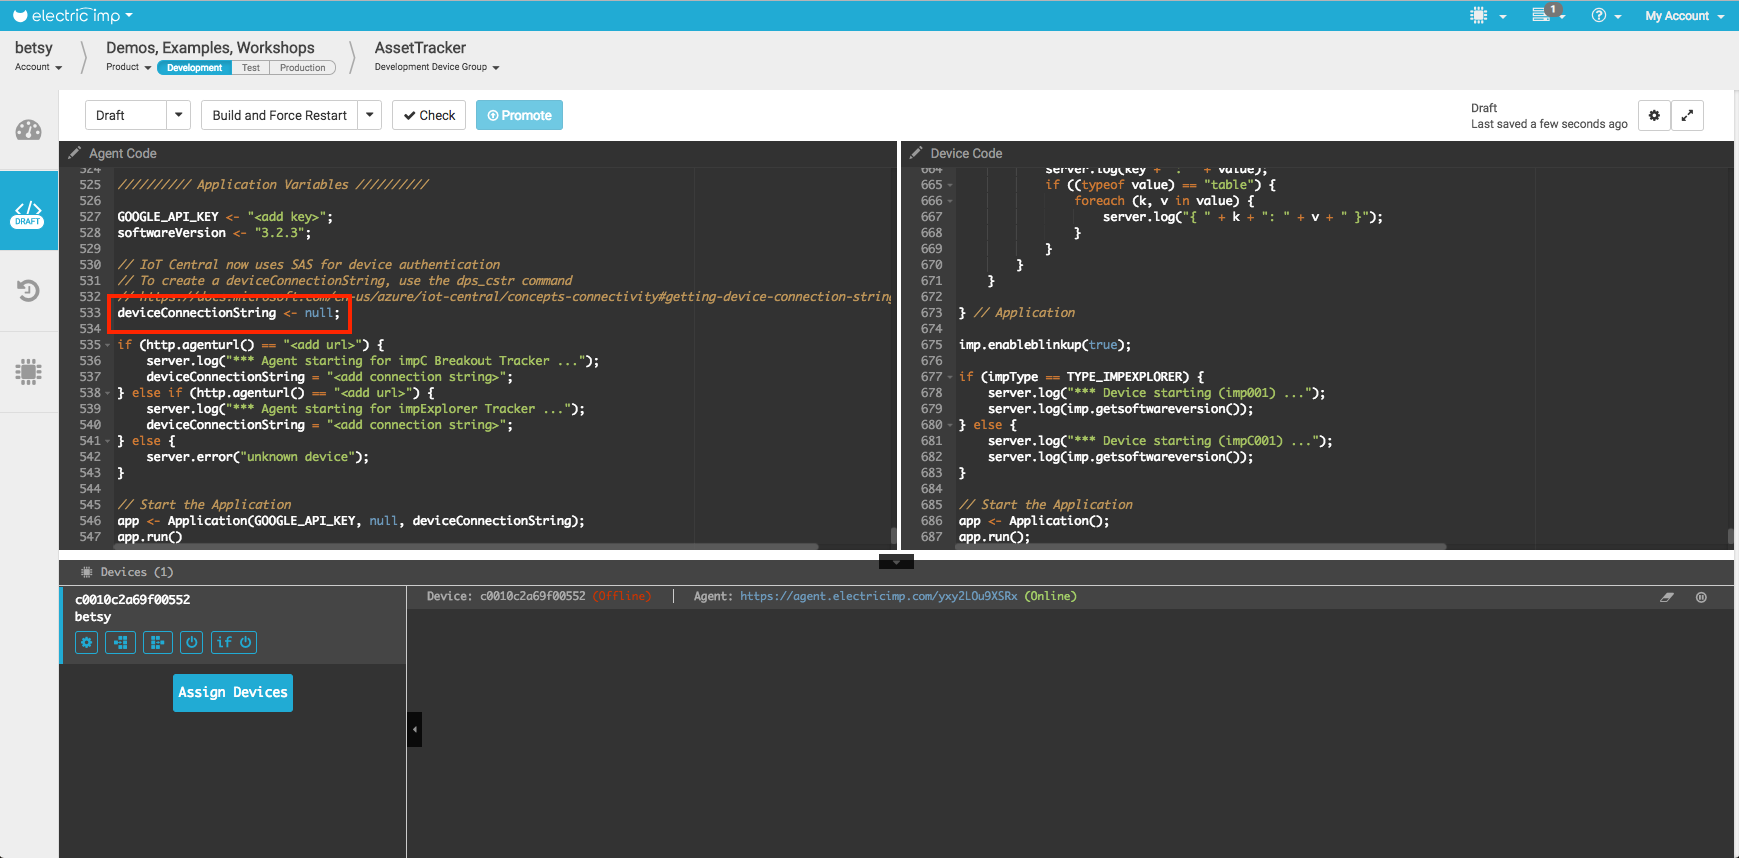 electric imp
1
My Account
betsy
Account
Demos, Examples, Workshops
Product
Development
Test
Production
AssetTracker
Development Device Group
Draft
Build and Force Restart
Check
Promote
Draft
Last saved a few seconds ago
DRAFT
Agent Code
524
525 ////////// Application Variables //////////
526
527 GOOGLE_API_KEY <- "<add key>";
528 softwareVersion <- "3.2.3";
529
530 // IoT Central now uses SAS for device authentication
531 // To create a deviceConnectionString, use the dps_cstr command
532 // https://docs.microsoft.com/en-us/azure/iot-central/concepts-connectivity#getting-device-connection-string
533 deviceConnectionString <- null;
534
535 if (http.agenturl() == "<add url>") {
536 server.log("*** Agent starting for impC Breakout Tracker ...");
537 deviceConnectionString = "<add connection string>";
538 } else if (http.agenturl() == "<add url>") {
539 server.log("*** Agent starting for impExplorer Tracker ...");
540 deviceConnectionString = "<add connection string>";
541 } else {
542 server.error("unknown device");
543 }
544
545 // Start the Application
546 app <- Application(GOOGLE_API_KEY, null, deviceConnectionString);
547 app.run()
Device Code
664 server.log(key + ": " + value);
665 if ((typeof value) == "table") {
666 foreach (k, v in value) {
667 server.log("{ " + k + ": " + v + " }");
668 }
669 }
670 }
671 }
672
673 } // Application
674
675 imp.enableblinkup(true);
676
677 if (impType == TYPE_IMPEXPLORER) {
678 server.log("*** Device starting (imp001) ...");
679 server.log(imp.getsoftwareversion());
680 } else {
681 server.log("*** Device starting (impC001) ...");
682 server.log(imp.getsoftwareversion());
683 }
684
685 // Start the Application
686 app <- Application();
687 app.run();
Devices (1)
c0010c2a69f00552
betsy
if
Assign Devices
Device: c0010c2a69f00552 (Offline) | Agent: https://agent.electricimp.com/yxy2LOu9XSRx (Online)